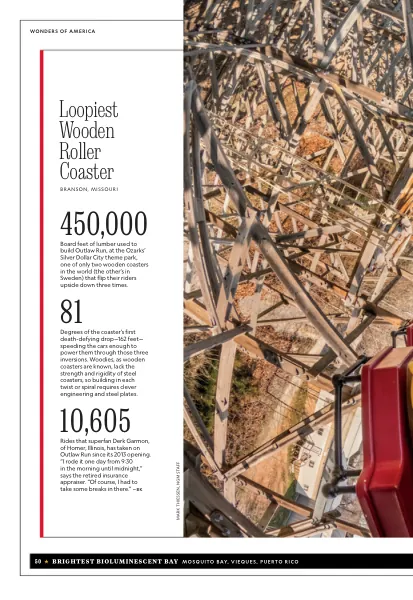 WONDERS OF AMERICA
Loopiest
Wooden
Roller
Coaster
BRANSON, MISSOURI
450,000
Board feet of lumber used to
build Outlaw Run, at the Ozarks'
Silver Dollar City theme park,
one of only two wooden coasters
in the world (the other's in
Sweden) that flip their riders
upside down three times.
81
Degrees of the coaster's first
death-defying drop—162 feet—
speeding the cars enough to
power them through those three
inversions. Woodies, as wooden
coasters are known, lack the
strength and rigidity of steel
coasters, so building in each
twist or spiral requires clever
engineering and steel plates.
10,605
Rides that superfan Derk Garmon,
of Homer, Illinois, has taken on
Outlaw Run since its 2013 opening.
"I rode it one day from 9:30
in the morning until midnight,"
says the retired insurance
appraiser. "Of course, I had to
take some breaks in there." —BK
MARK THIESSEN, NGM STAFF
50 ★ BRIGHTEST BIOLUMINESCENT BAY MOSQUITO BAY, VIEQUES, PUERTO RICO